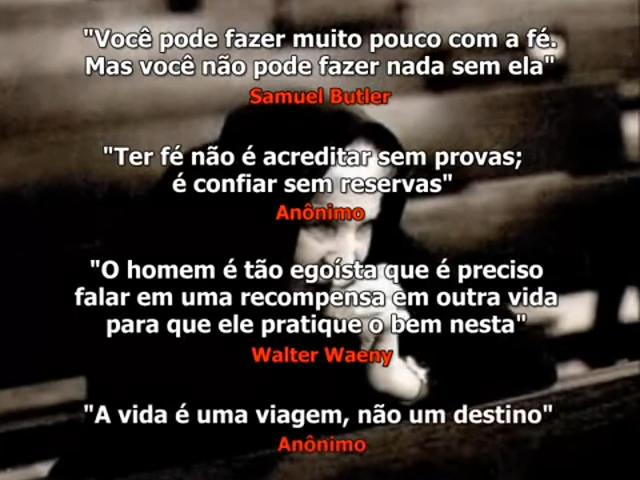 "Você pode fazer muito pouco com a fé.
Mas você não pode fazer nada sem ela"
Samuel Butler
"Ter fé não é acreditar sem provas;
é confiar sem reservas"
Anônimo
"O homem é tão egoísta que é preciso
falar em uma recompensa em outra vida
para que ele pratique o bem nesta"
Walter Waeny
"A vida é uma viagem, não um destino"
Anônimo